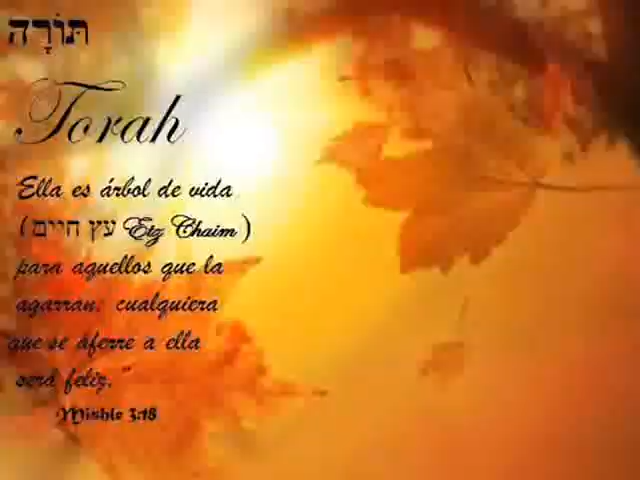 תּוֹרָה
Torah
Ella es árbol de vida
(עץ חיים Etz Chaim)
para aquellos que la
agarran; cualquiera
que se aferre a ella
será feliz."
Mishle 3:18